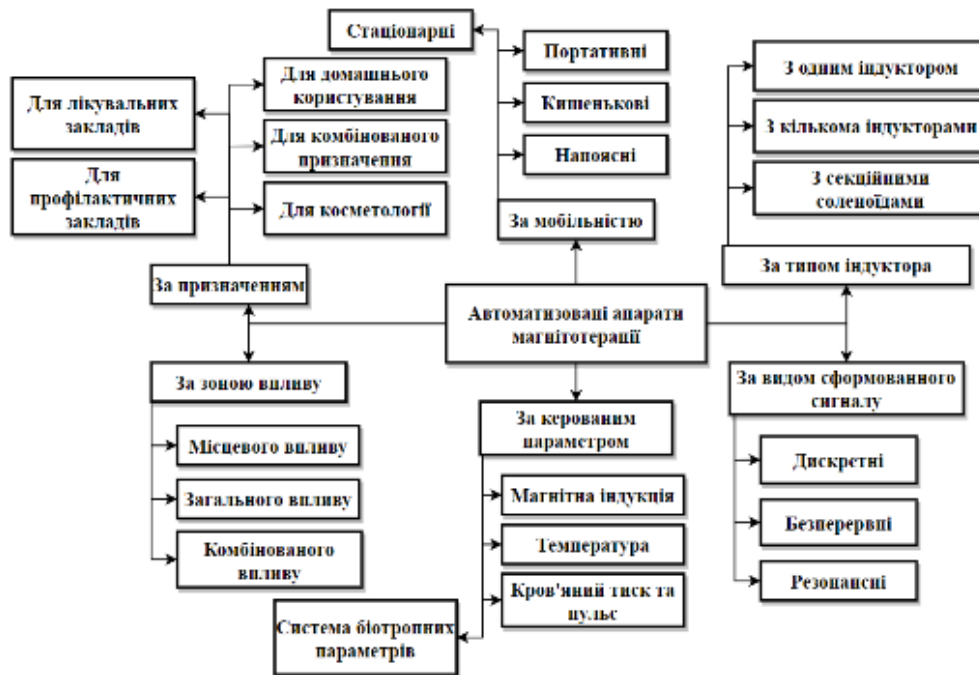 Стаціонарні
Портативні
Кишенькові
Напоясні
За мобільністю
Для домашнього
користування
Для лікувальних
закладів
Для комбінованого
призначення
Для
профілактичних
закладів
Для косметології
За призначенням
З одним індуктором
З кількома індукторами
З секційними
соленоїдами
За типом індуктора
Автоматизовані апарати
магнітотерапії
За зоною впливу
Місцевого впливу
Загального впливу
Комбінованого
впливу
За керованим
параметром
Магнітна індукція
Температура
Кров'яний тиск та
пульс
Система біотропних
параметрів
За видом сформованного
сигналу
Дискретні
Безперервні
Резонансні